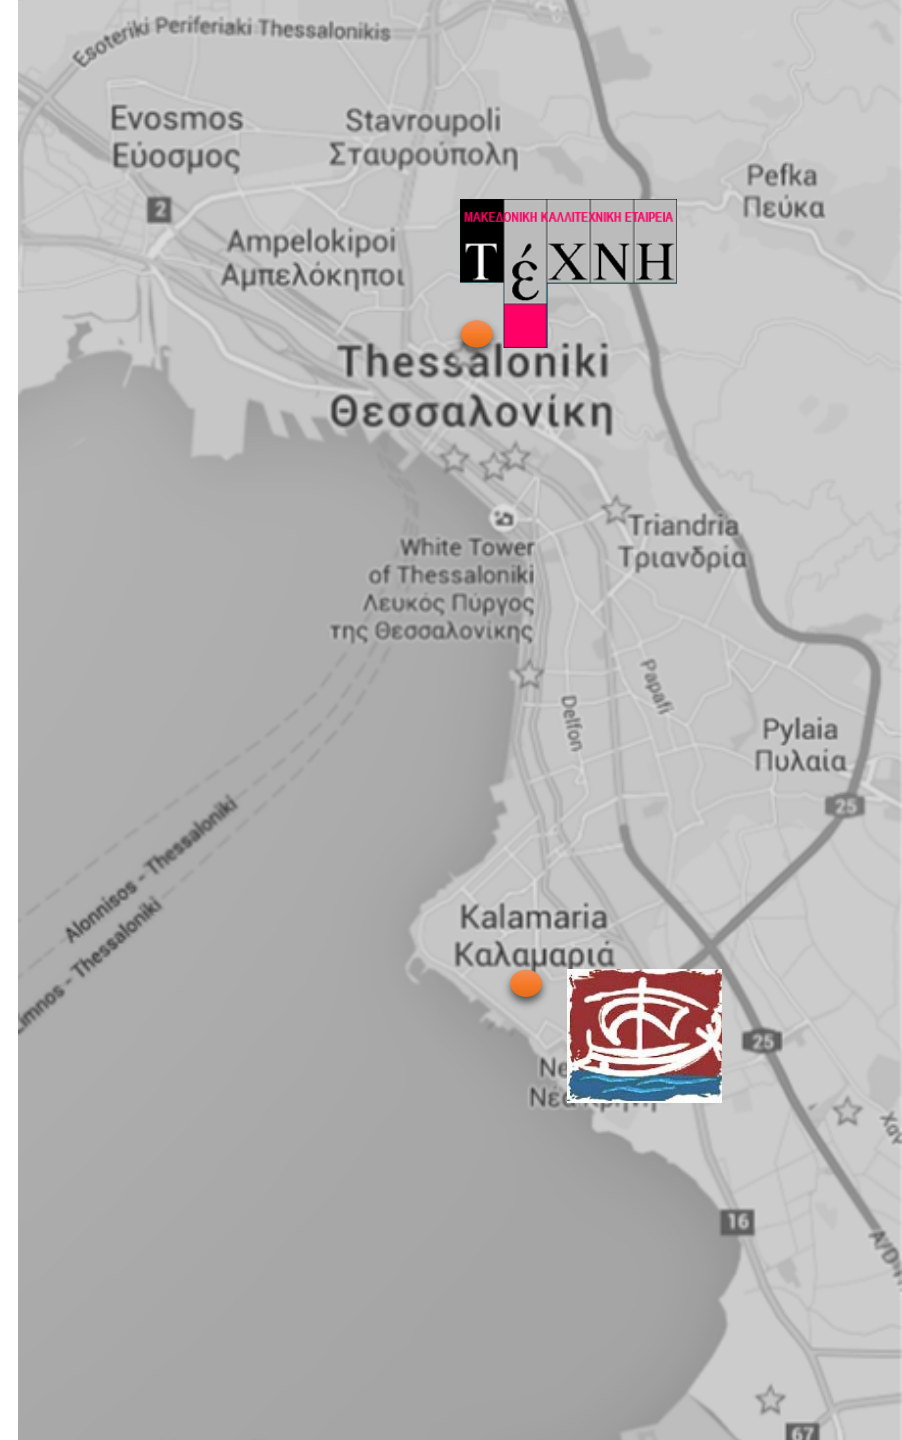 Esoteriki Periferiaki Thessalonikis
Evosmos
Εύοσμος
Stavroupoli
Σταυρούπολη
Pefka
Πεύκα
2
ΜΑΚΕΔΟΝΙΚΗ ΚΑΛΛΙΤΕΧΝΙΚΗ ΕΤΑΙΡΕΙΑ
ΤέΧΝΗ
Ampelokipoi
Αμπελόκηποι
Thessaloniki
Θεσσαλονίκη
Triandria
Τριανδρία
White Tower
of Thessaloniki
Λευκός Πύργος
της Θεσσαλονίκης
Papafi
Delfon
Pylaia
Πυλαία
25
Alonnisos - Thessaloniki
Limnos - Thessaloniki
Kalamaria
Καλαμαριά
25
Νέα
16
67